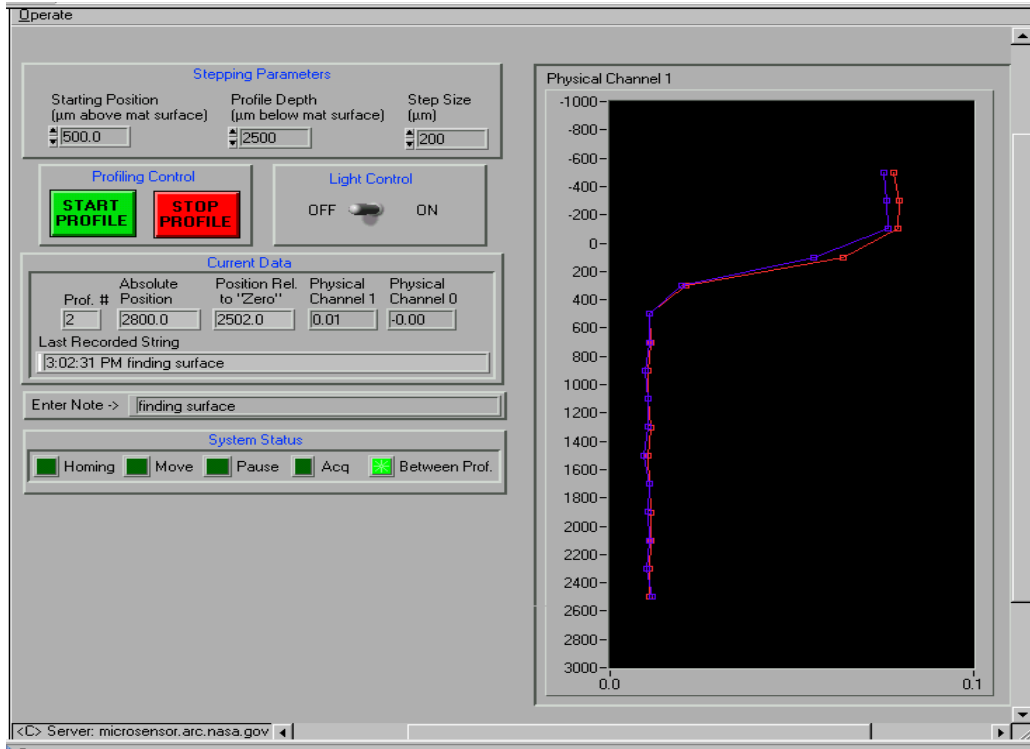 Operate
Stepping Parameters
Starting Position Profile Depth Step Size
(µm above mat surface) (µm below mat surface) (µm)
500.0 2500 200
Profiling Control Light Control
START PROFILE STOP PROFILE OFF ON
Current Data
Absolute Position Rel. Physical Physical
Prof. # Position to "Zero" Channel 1 Channel 0
2 2800.0 2502.0 0.01 -0.00
Last Recorded String
3:02:31 PM finding surface
Enter Note -> finding surface
System Status
Homing Move Pause Acq Between Prof.
Physical Channel 1
-1000
-800
-600
-400
-200
0
200
400
600
800
1000
1200
1400
1600
1800
2000
2200
2400
2600
2800
3000
0.0 0.1
<C> Server: microsensor.arc.nasa.gov